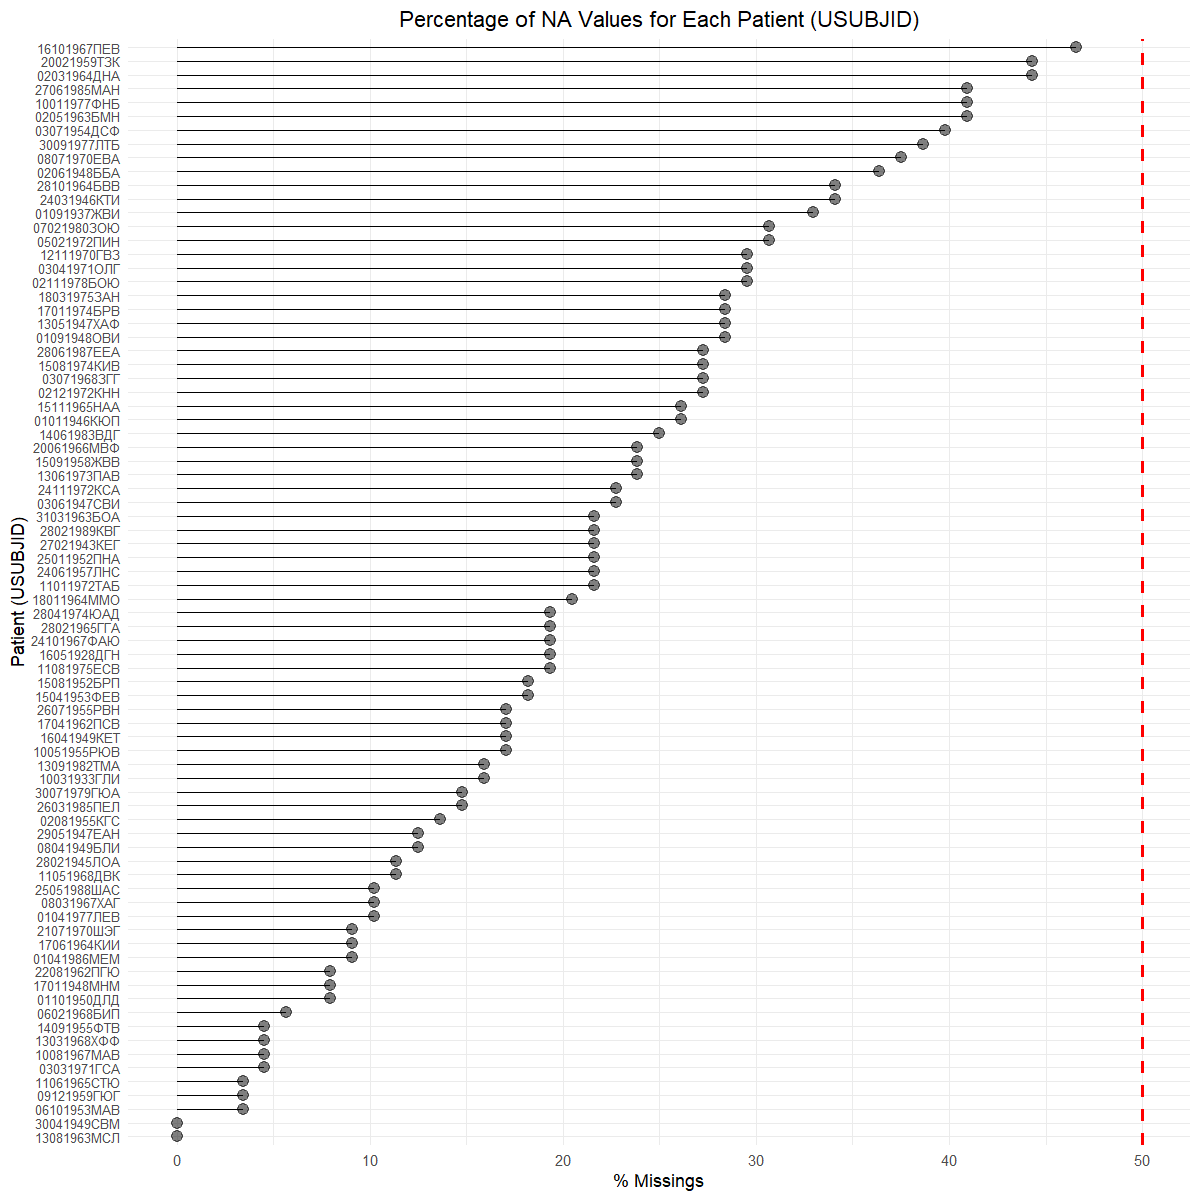 Percentage of NA Values for Each Patient (USUBJID)
Patient (USUBJID)
16101967ПЕВ
20021959ТЗК
02031964ДНА
27061985МАН
10011977ФНБ
02051963БМН
03071954ДСФ
30091977ЛТБ
08071970ЕВА
02061948ББА
28101964БВВ
24031946КТИ
01091937ЖВИ
07021980ЗОЮ
05021972ПИН
12111970ГВЗ
03041971ОЛГ
02111978БОЮ
18031975ЗАН
17011974БРВ
13051947ХАФ
01091948ОВИ
28061987ЕЕА
15081974КИВ
03071968ЗГГ
02121972КНН
15111965НАА
01011946КЮП
14061983ВДГ
20061966МВФ
15091958ЖВВ
13061973ПАВ
24111972КСА
03061947СВИ
31031963БОА
28021989КВГ
27021943КЕГ
25011952ПНА
24061957ЛНС
11011972ТАБ
18011964ММО
28041974ЮАД
28021965ГГА
24101967ФАЮ
16051928ДГН
11081975ЕСВ
15081952БРП
15041953ФЕВ
26071955РВН
17041962ПСВ
16041949КЕТ
10051955РЮВ
13091982ТМА
10031933ГЛИ
30071979ГЮА
26031985ПЕЛ
02081955КГС
29051947ЕАН
08041949БЛИ
28021945ЛОА
11051968ДВК
25051988ШАС
08031967ХАГ
01041977ЛЕВ
21071970ШЭГ
17061964КИИ
01041986МЕМ
22081962ПГЮ
17011948МНМ
01101950ДЛД
06021968БИП
14091955ФТВ
13031968ХФФ
10081967МАВ
03031971ГСА
11061965СТЮ
09121959ГЮГ
06101953МАВ
30041949СВМ
13081963МСЛ
0 10 20 30 40 50
% Missings